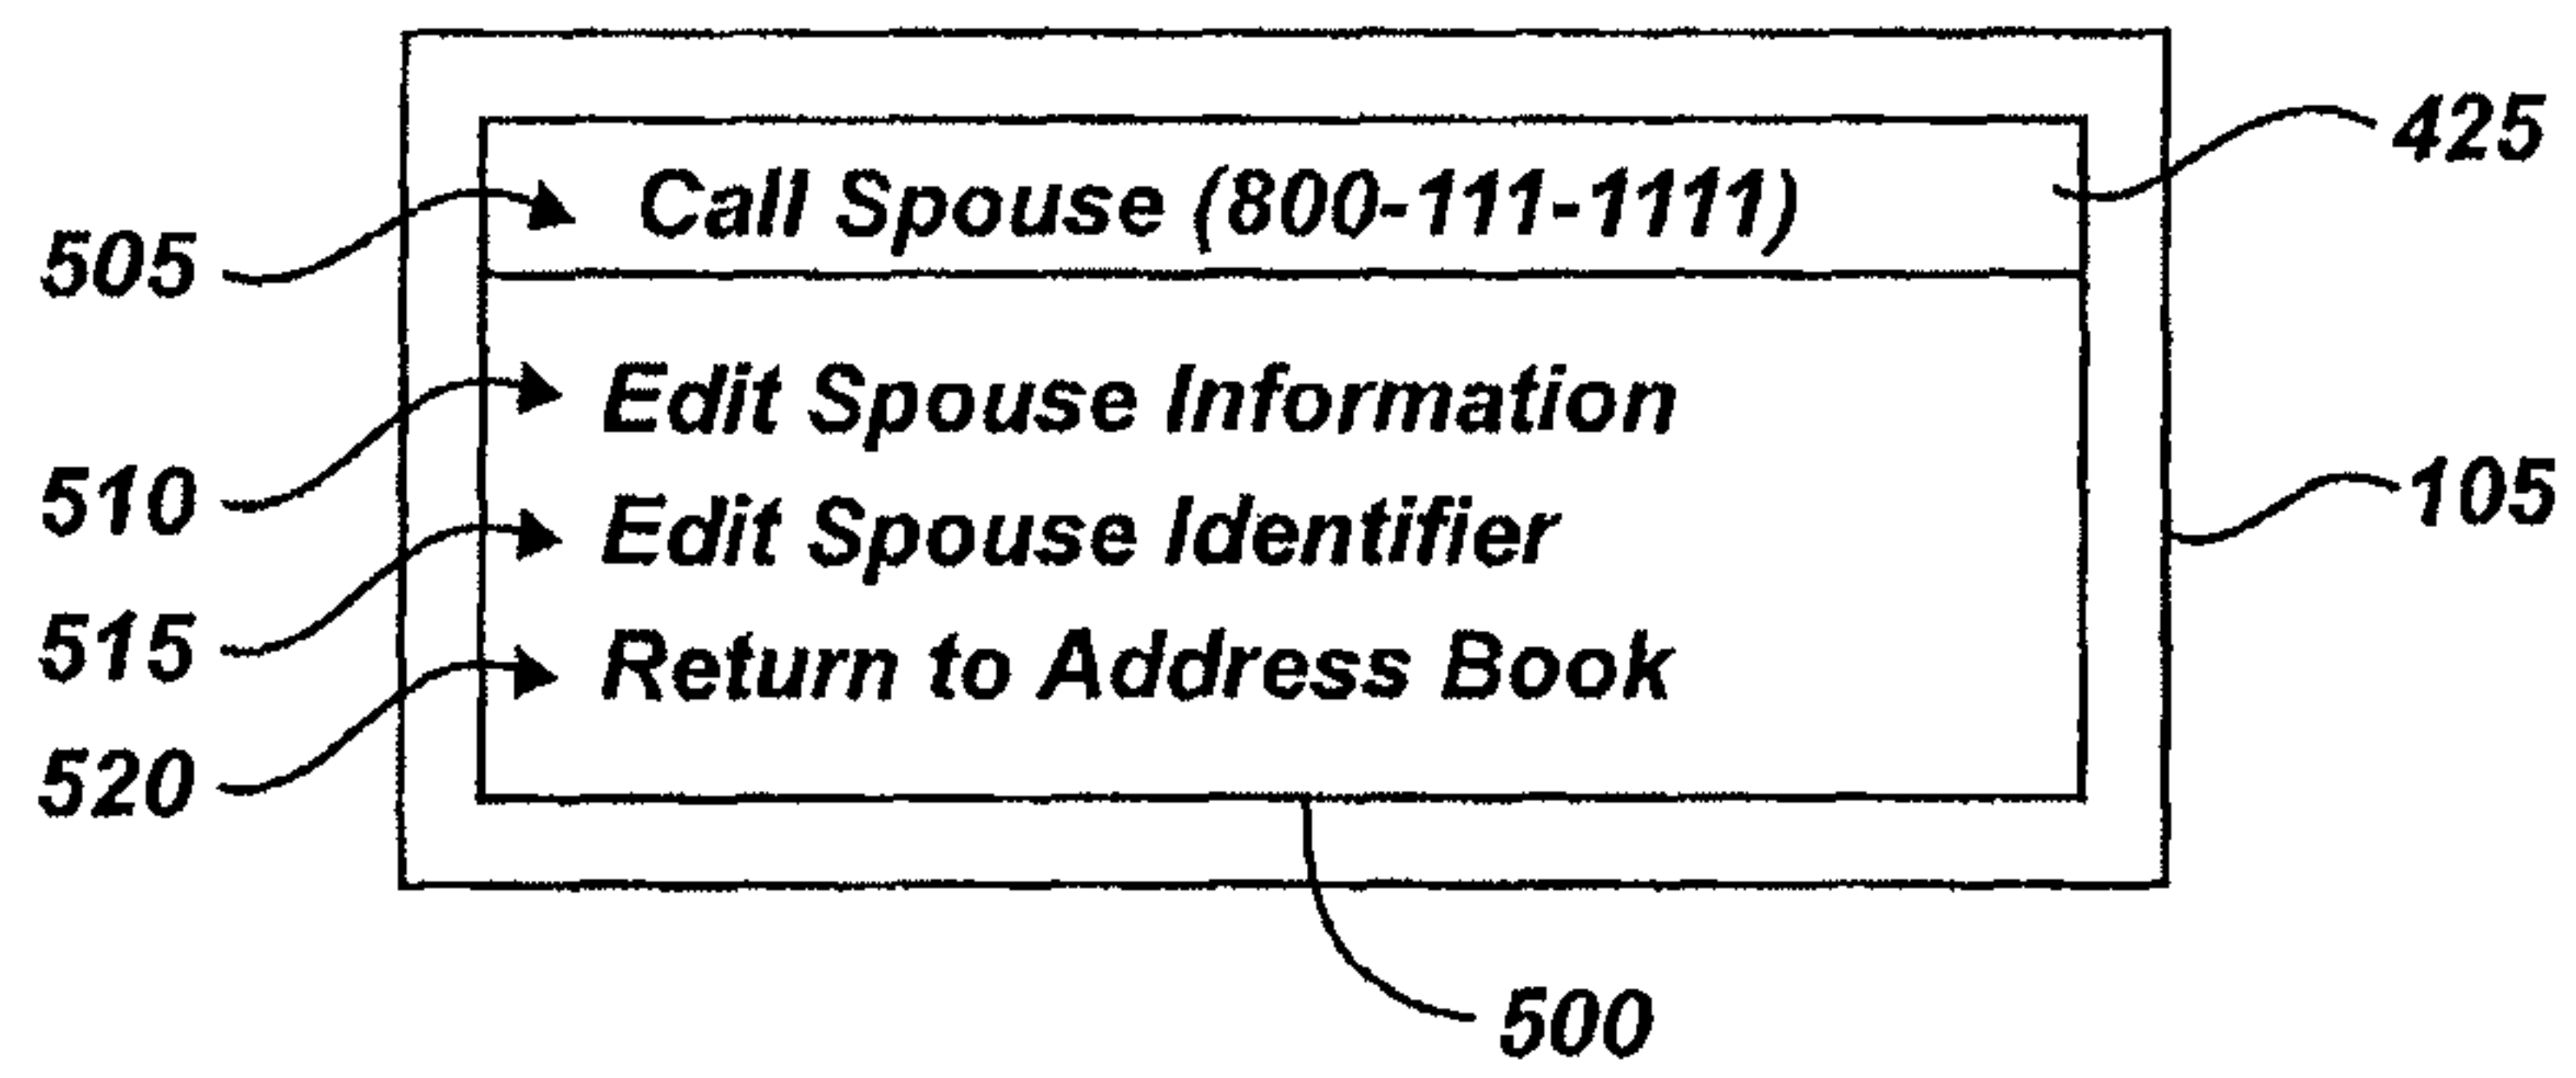 425
505 Call Spouse (800-111-1111)
510 Edit Spouse Information
105
515 Edit Spouse Identifier
520 Return to Address Book
500